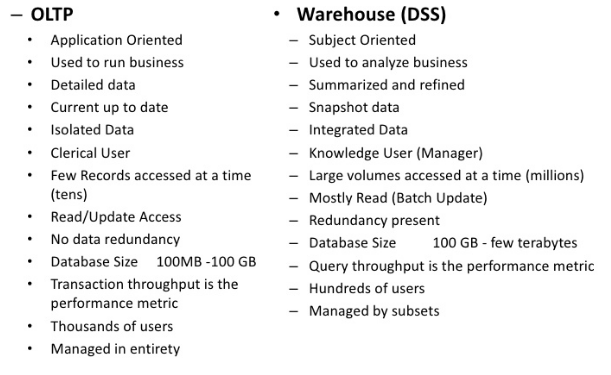 – OLTP
• Application Oriented
• Used to run business
• Detailed data
• Current up to date
• Isolated Data
• Clerical User
• Few Records accessed at a time
(tens)
• Read/Update Access
• No data redundancy
• Database Size 100MB -100 GB
• Transaction throughput is the
performance metric
• Thousands of users
• Managed in entirety
• Warehouse (DSS)
– Subject Oriented
– Used to analyze business
– Summarized and refined
– Snapshot data
– Integrated Data
– Knowledge User (Manager)
– Large volumes accessed at a time (millions)
– Mostly Read (Batch Update)
– Redundancy present
– Database Size 100 GB - few terabytes
– Query throughput is the performance metric
– Hundreds of users
– Managed by subsets